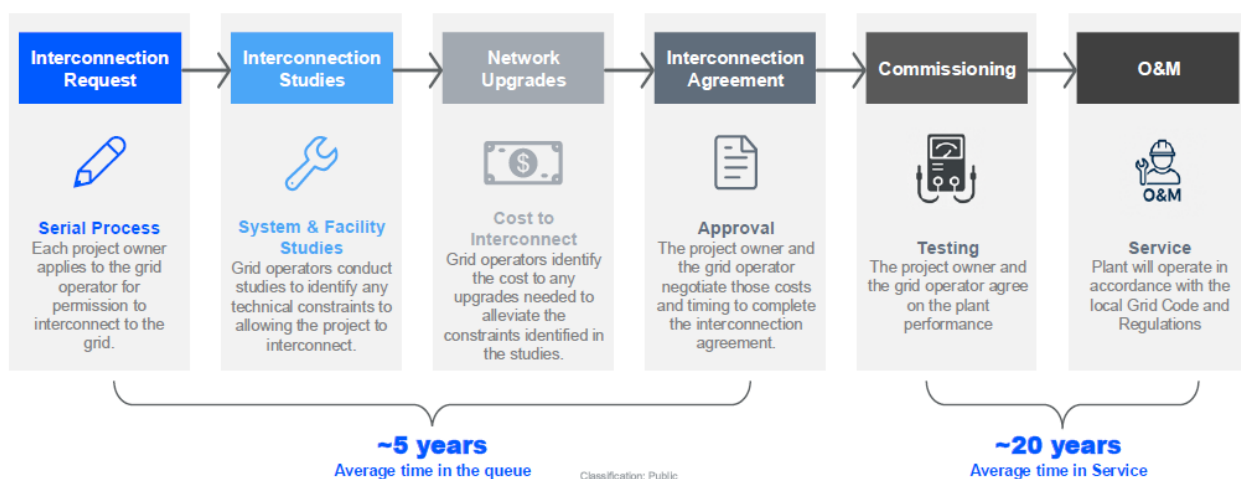 Interconnection
Request
Interconnection
Studies
Network
Upgrades
Interconnection
Agreement
Commissioning
O&M
$
O&M
Serial Process
Each project owner
applies to the grid
operator for
permission to
interconnect to the
grid.
System & Facility
Studies
Grid operators conduct
studies to identify any
technical constraints to
allowing the project to
interconnect.
Cost to
Interconnect
Grid operators identify
the cost to any
upgrades needed to
alleviate the
constraints identified in
the studies.
Approval
The project owner and
the grid operator
negotiate those costs
and timing to complete
the interconnection
agreement.
Testing
The project owner and
the grid operator agree
on the plant
performance
Service
Plant will operate in
accordance with the
local Grid Code and
Regulations
~5 years
Average time in the queue
~20 years
Average time in Service
Classification: Public